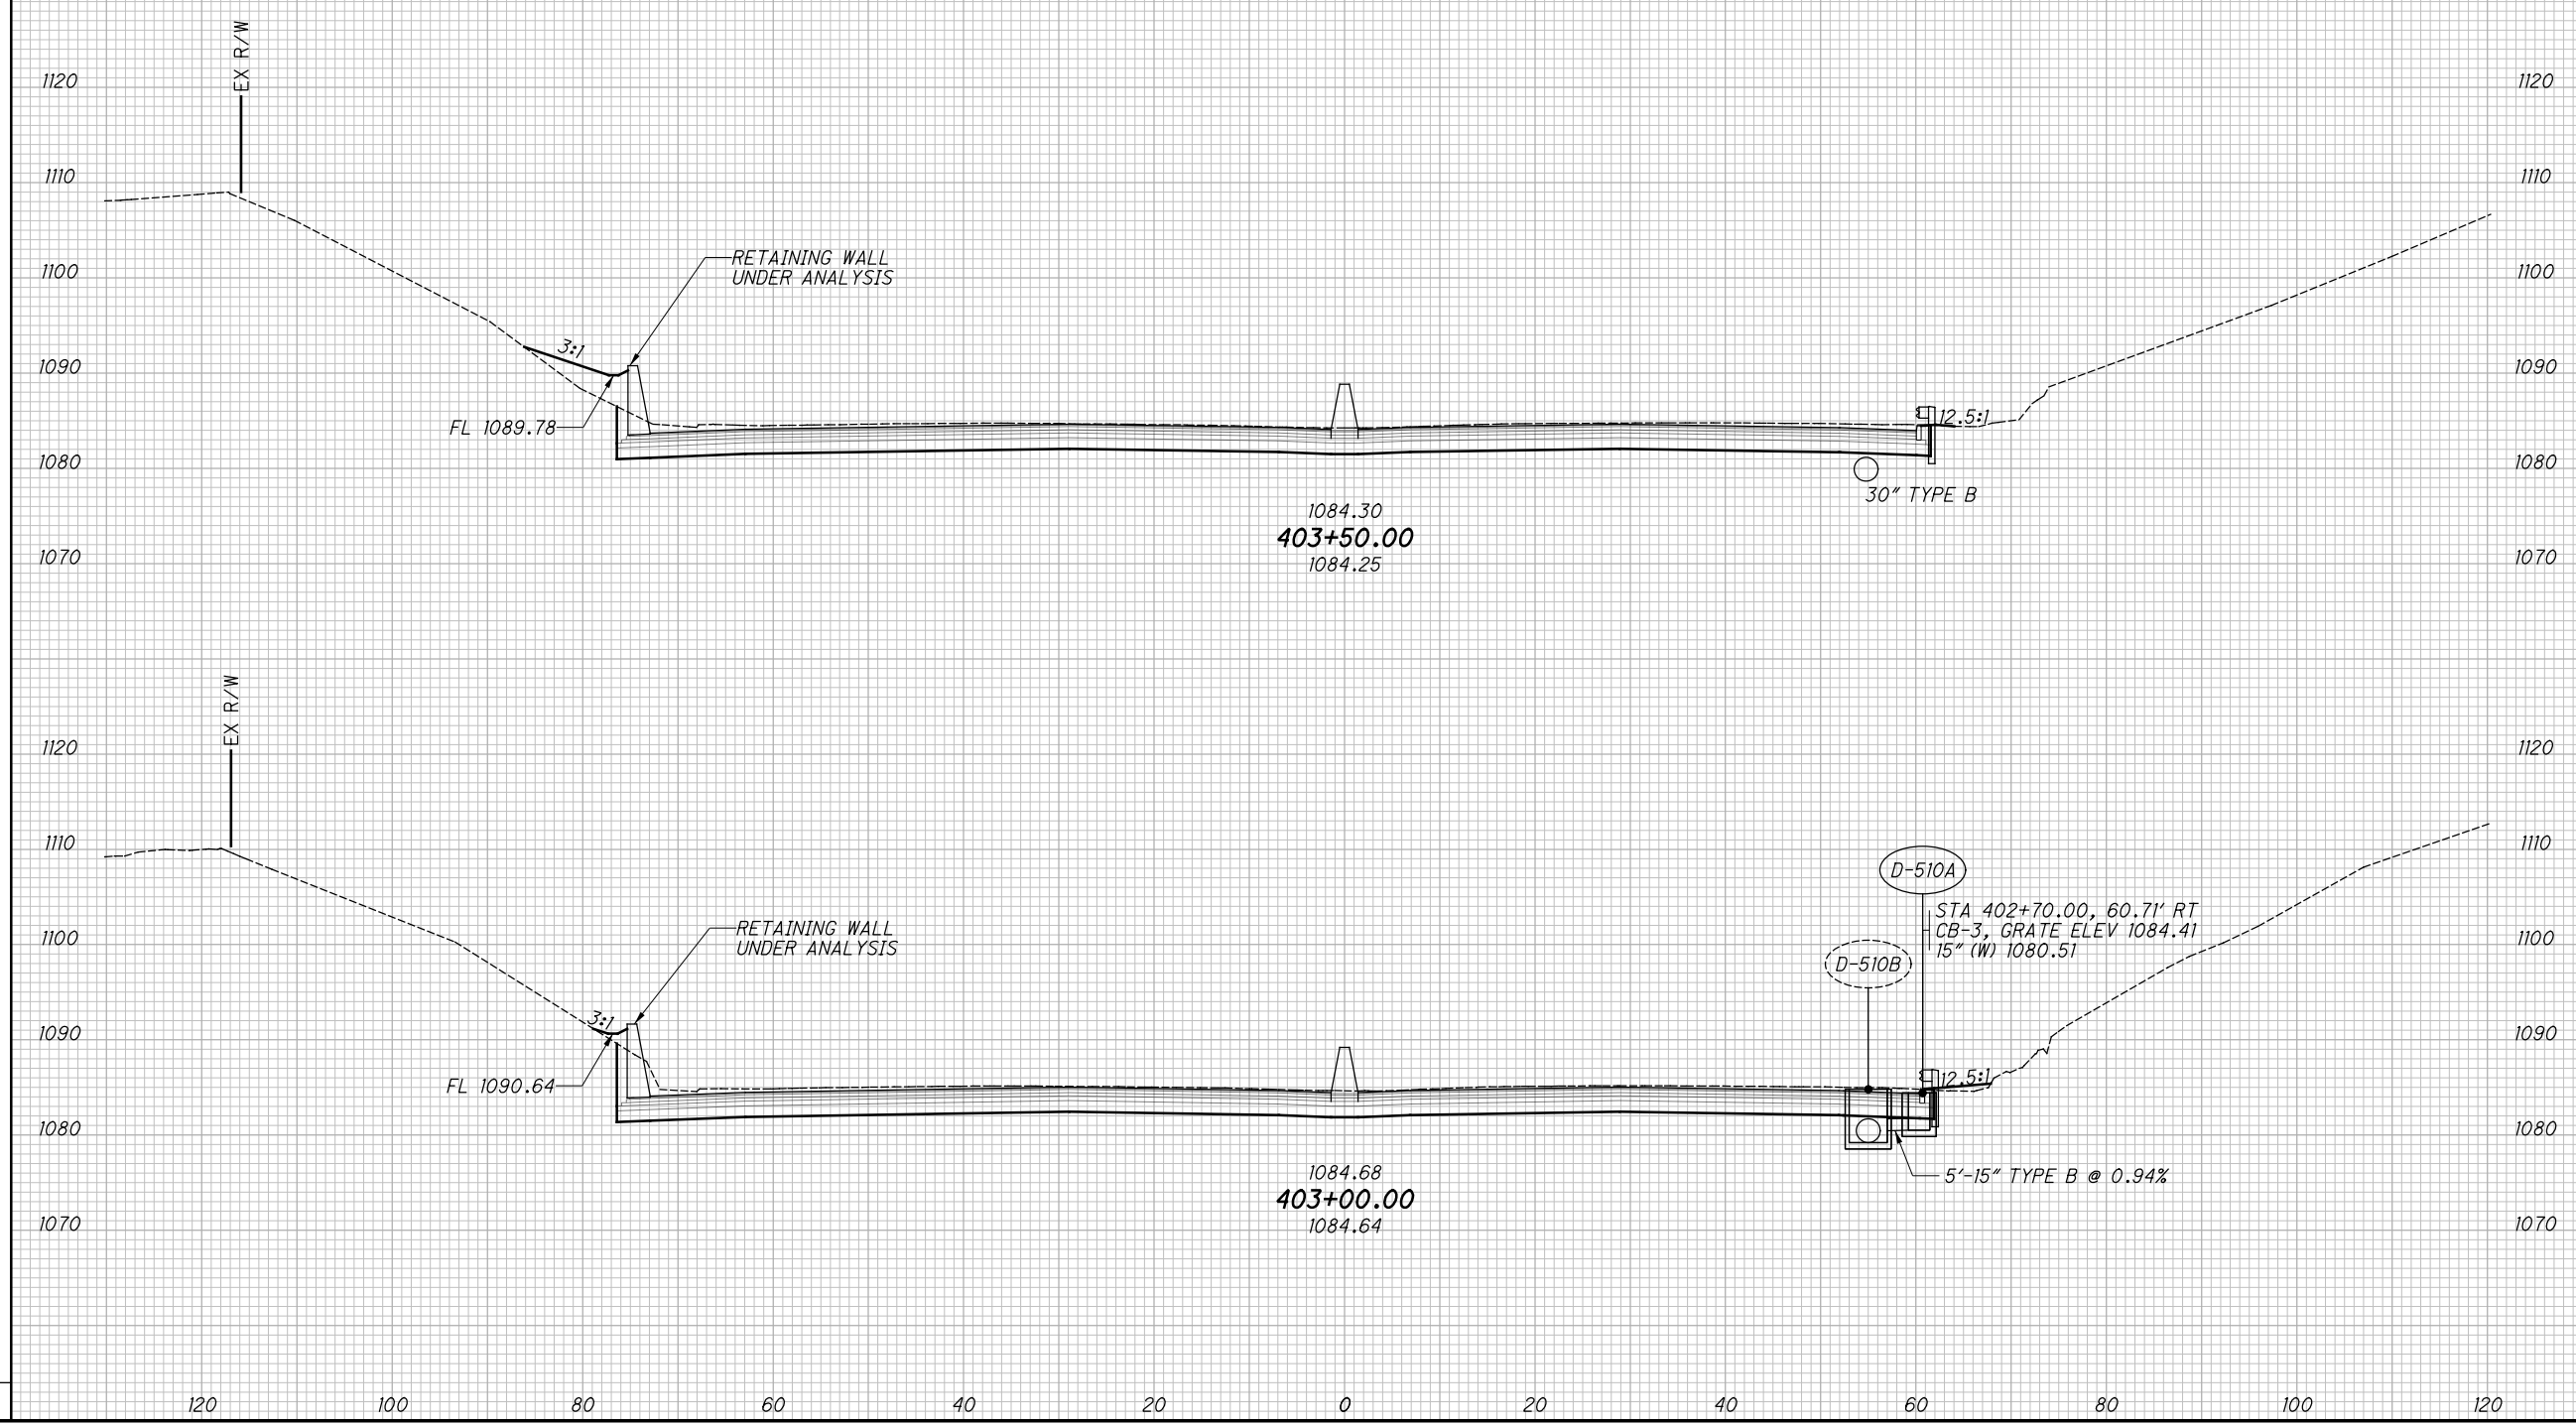 EX R/W
1120 1120
1110 1110
RETAINING WALL
UNDER ANALYSIS
1100 1100
3:1
1090 1090
FL 1089.78
12.5:1
1080 1080
30" TYPE B
1084.30
403+50.00
1084.25
1070 1070
EX R/W
1120 1120
1110 1110
D-510A
STA 402+70.00, 60.71' RT
CB-3, GRATE ELEV 1084.41
15" (W) 1080.51
RETAINING WALL
UNDER ANALYSIS
1100 1100
D-510B
3:1
1090 1090
FL 1090.64
12.5:1
1080 1080
5'-15" TYPE B @ 0.94%
1084.68
403+00.00
1084.64
1070 1070
120 100 80 60 40 20 0 20 40 60 80 100 120